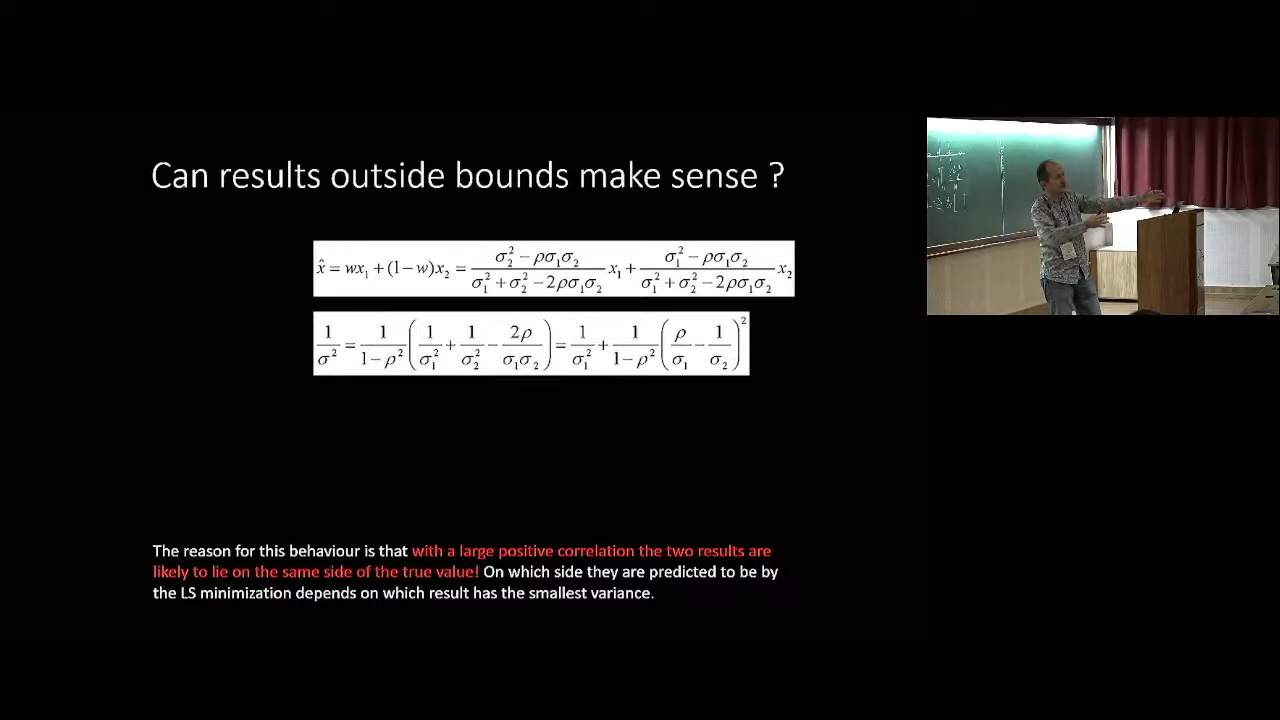 Can results outside bounds make sense ?
x̂ = wx₁ + (1−w)x₂ = (σ₂² − ρσ₁σ₂)/(σ₁² + σ₂² − 2ρσ₁σ₂) x₁ + (σ₁² − ρσ₁σ₂)/(σ₁² + σ₂² − 2ρσ₁σ₂) x₂
1/σ² = 1/(1−ρ²) (1/σ₁² + 1/σ₂² − 2ρ/(σ₁σ₂)) = 1/σ₁² + 1/(1−ρ²) (ρ/σ₁ − 1/σ₂)²
The reason for this behaviour is that with a large positive correlation the two results are
likely to lie on the same side of the true value! On which side they are predicted to be by
the LS minimization depends on which result has the smallest variance.